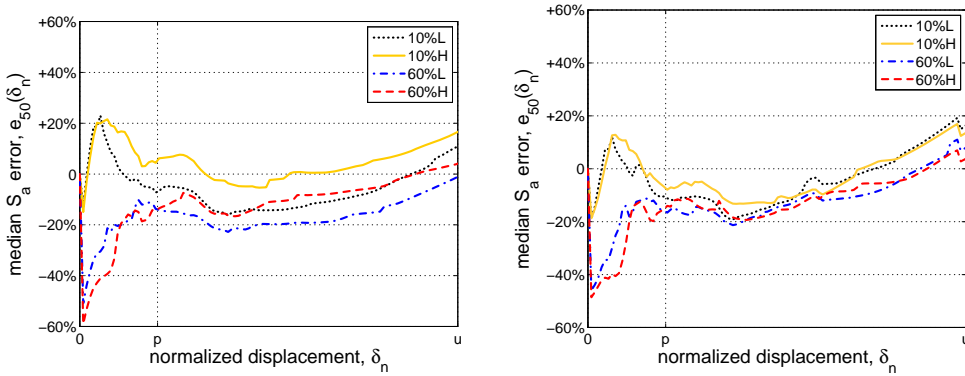 +60%
+40%
+20%
0
−20%
−40%
−60%
median S_a error, e_50(δ_n)
0 p u
normalized displacement, δ_n
10%L
10%H
60%L
60%H
+60%
+40%
+20%
0
−20%
−40%
−60%
median S_a error, e_50(δ_n)
0 p u
normalized displacement, δ_n
10%L
10%H
60%L
60%H